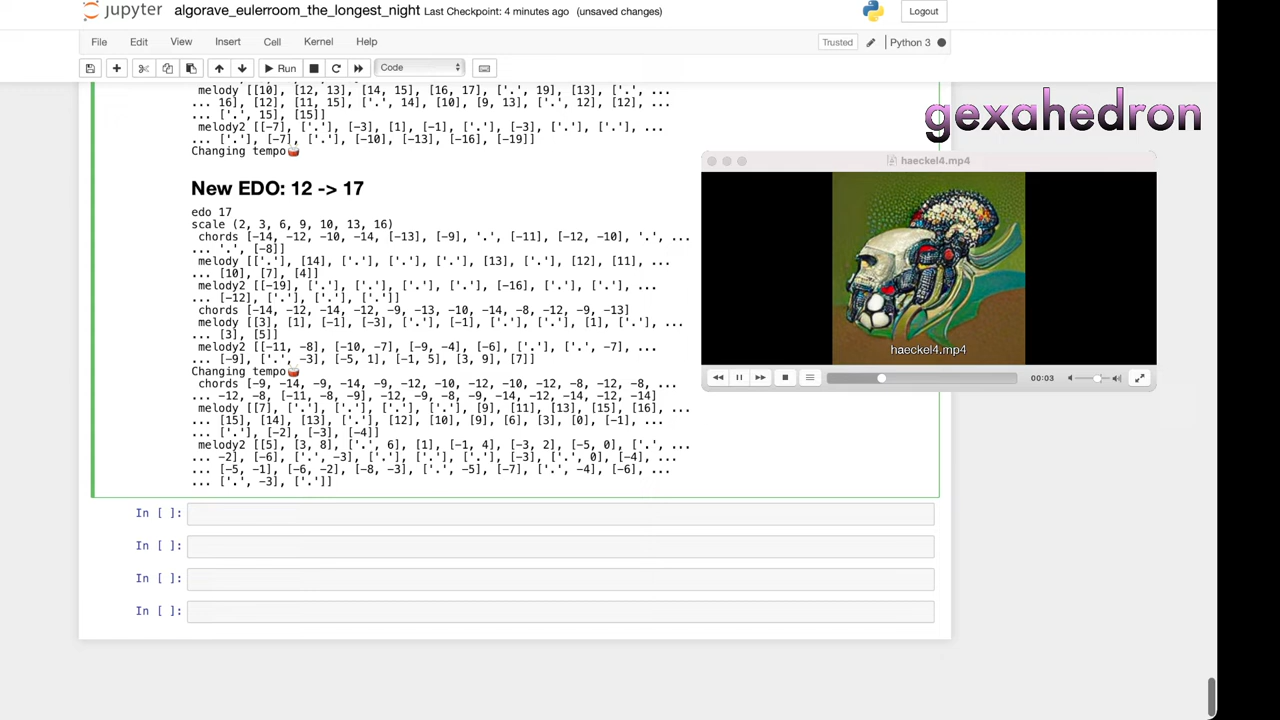 jupyter algorave_eulerroom_the_longest_night Last Checkpoint: 4 minutes ago (unsaved changes) Logout
File Edit View Insert Cell Kernel Help Trusted Python 3
Run Code
melody [[10], [12, 13], [14, 15], [16, 17], ['.', 19], [13], ['.', ...
... 16], [12], [11, 15], ['.', 14], [10], [9, 13], ['.', 12], [12], ...
... ['.', 15], [15]]
melody2 [[-7], ['.'], [-3], [1], [-1], ['.'], [-3], ['.'], ['.'], ...
... ['.'], [-7], ['.'], [-10], [-13], [-16], [-19]]
Changing tempo🥁
New EDO: 12 -> 17
edo 17
scale (2, 3, 6, 9, 10, 13, 16)
chords [-14, -12, -10, -14, [-13], [-9], '.', [-11], [-12, -10], '.', ...
... '.', [-8]]
melody [['.'], [14], ['.'], ['.'], ['.'], [13], ['.'], [12], [11], ...
... [10], [7], [4]]
melody2 [[-19], ['.'], ['.'], ['.'], ['.'], [-16], ['.'], ['.'], ...
... [-12], ['.'], ['.'], ['.']]
chords [-14, -12, -14, -12, -9, -13, -10, -14, -8, -12, -9, -13]
melody [[3], [1], [-1], [-3], ['.'], [-1], ['.'], ['.'], [1], ['.'], ...
... [3], [5]]
melody2 [[-11, -8], [-10, -7], [-9, -4], [-6], ['.'], ['.', -7], ...
... [-9], ['.', -3], [-5, 1], [-1, 5], [3, 9], [7]]
Changing tempo🥁
chords [-9, -14, -9, -14, -9, -12, -10, -12, -10, -12, -8, -12, -8, ...
... -12, -8, [-11, -8, -9], -12, -9, -8, -9, -14, -12, -14, -12, -14]
melody [[7], ['.'], ['.'], ['.'], ['.'], [9], [11], [13], [15], [16], ...
... [15], [14], [13], ['.'], [12], [10], [9], [6], [3], [0], [-1], ...
... ['.'], [-2], [-3], [-4]]
melody2 [[5], [3, 8], ['.', 6], [1], [-1, 4], [-3, 2], [-5, 0], ['.', ...
... -2], [-6], ['.', -3], ['.'], ['.'], ['.'], [-3], ['.', 0], [-4], ...
... [-5, -1], [-6, -2], [-8, -3], ['.', -5], [-7], ['.', -4], [-6], ...
... ['.', -3], ['.']]
In [ ]:
In [ ]:
In [ ]:
In [ ]:
gexahedron
haeckel4.mp4
haeckel4.mp4
00:03